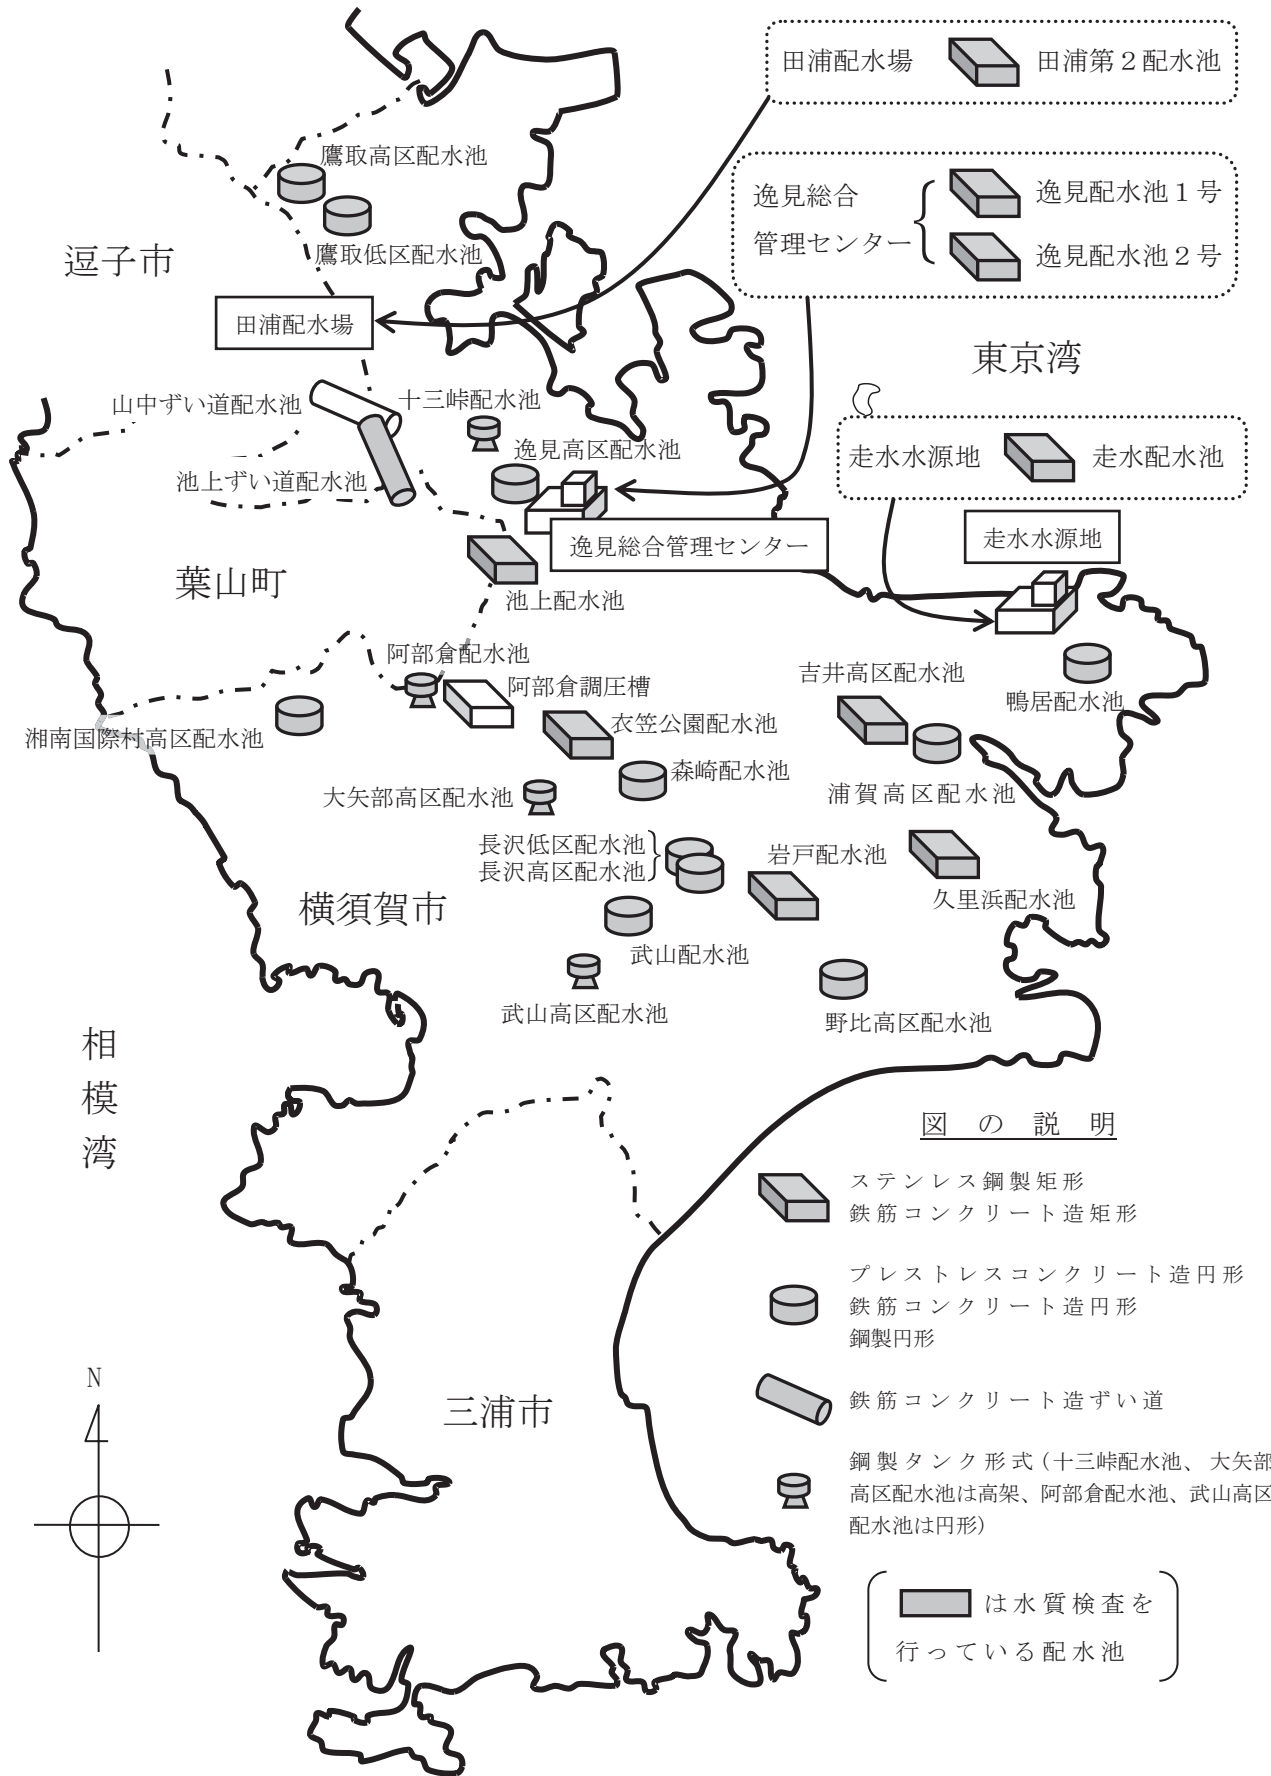 田浦配水場 田浦第２配水池
鷹取高区配水池
逸見総合
管理センター
逸見配水池１号
逸見配水池２号
鷹取低区配水池
逗子市
田浦配水場
東京湾
山中ずい道配水池
十三峠配水池
逸見高区配水池
走水水源地 走水配水池
池上ずい道配水池
走水水源地
逸見総合管理センター
葉山町
池上配水池
阿部倉配水池
吉井高区配水池
阿部倉調圧槽
鴨居配水池
衣笠公園配水池
湘南国際村高区配水池
森崎配水池
大矢部高区配水池
浦賀高区配水池
長沢低区配水池
長沢高区配水池
岩戸配水池
久里浜配水池
横須賀市
武山配水池
武山高区配水池
野比高区配水池
相
模
湾
図の説明
ステンレス鋼製矩形
鉄筋コンクリート造矩形
プレストレスコンクリート造円形
鉄筋コンクリート造円形
鋼製円形
N
三浦市
鉄筋コンクリート造ずい道
鋼製タンク形式（十三峠配水池、大矢部
高区配水池は高架、阿部倉配水池、武山高区
配水池は円形）
は水質検査を
行っている配水池